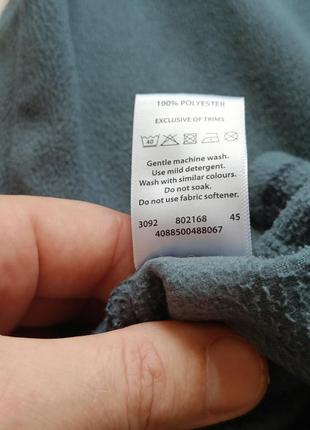 100% POLYESTER
EXCLUSIVE OF TRIMS
40
Gentle machine wash.
Use mild detergent.
Wash with similar colours.
Do not soak.
Do not use fabric softener.
3092 802168 45
4088500488067